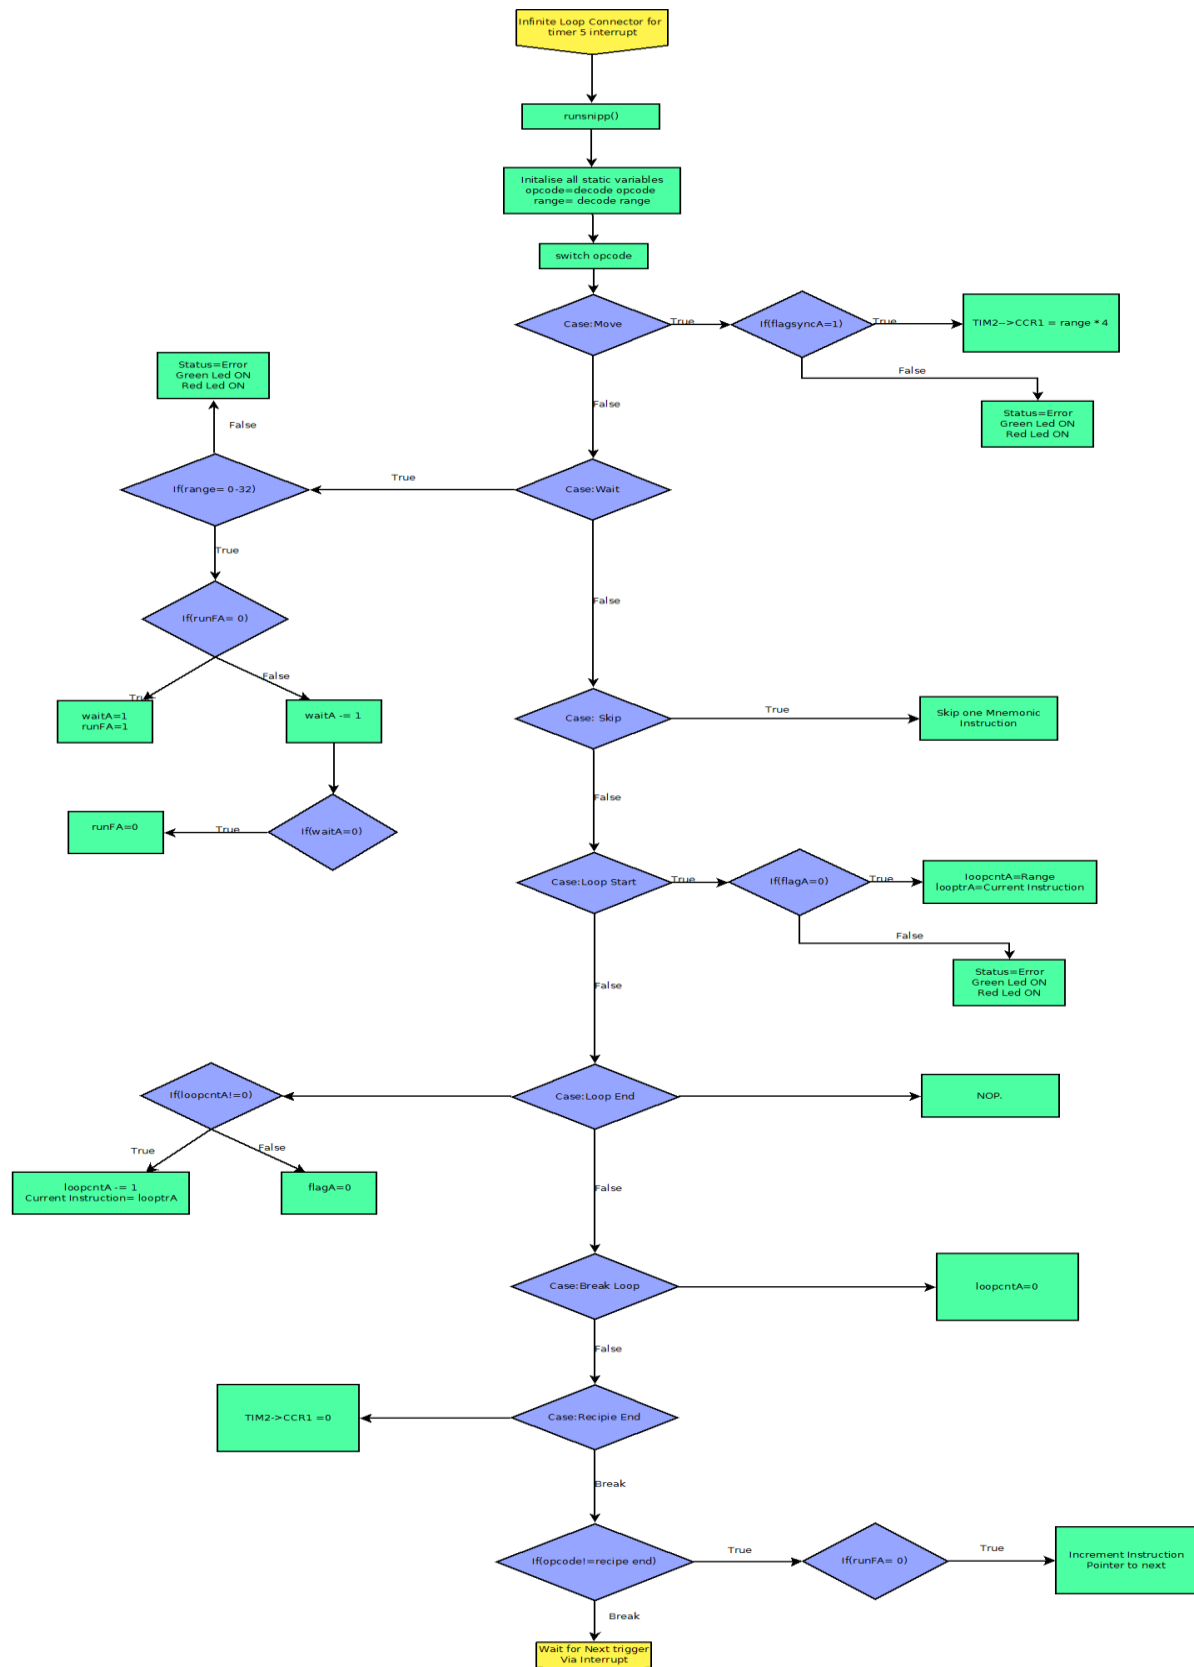 Infinite Loop Connector for
timer 5 interrupt
runsnipp()
Initalise all static variables
opcode=decode opcode
range= decode range
switch opcode
Case:Move
True
If(flagsyncA=1)
True
TIM2-->CCR1 = range * 4
False
Status=Error
Green Led ON
Red Led ON
False
Status=Error
Green Led ON
Red Led ON
False
If(range= 0-32)
True
Case:Wait
True
If(runFA= 0)
True
False
waitA=1
runFA=1
waitA -= 1
If(waitA=0)
True
runFA=0
False
Case: Skip
True
Skip one Mnemonic
Instruction
False
Case:Loop Start
True
If(flagA=0)
True
loopcntA=Range
looptrA=Current Instruction
False
Status=Error
Green Led ON
Red Led ON
False
If(loopcntA!=0)
Case:Loop End
NOP.
True
False
loopcntA -= 1
Current Instruction= looptrA
flagA=0
False
Case:Break Loop
loopcntA=0
False
TIM2->CCR1 =0
Case:Recipie End
Break
If(opcode!=recipe end)
True
If(runFA= 0)
True
Increment Instruction
Pointer to next
Break
Wait for Next trigger
Via Interrupt